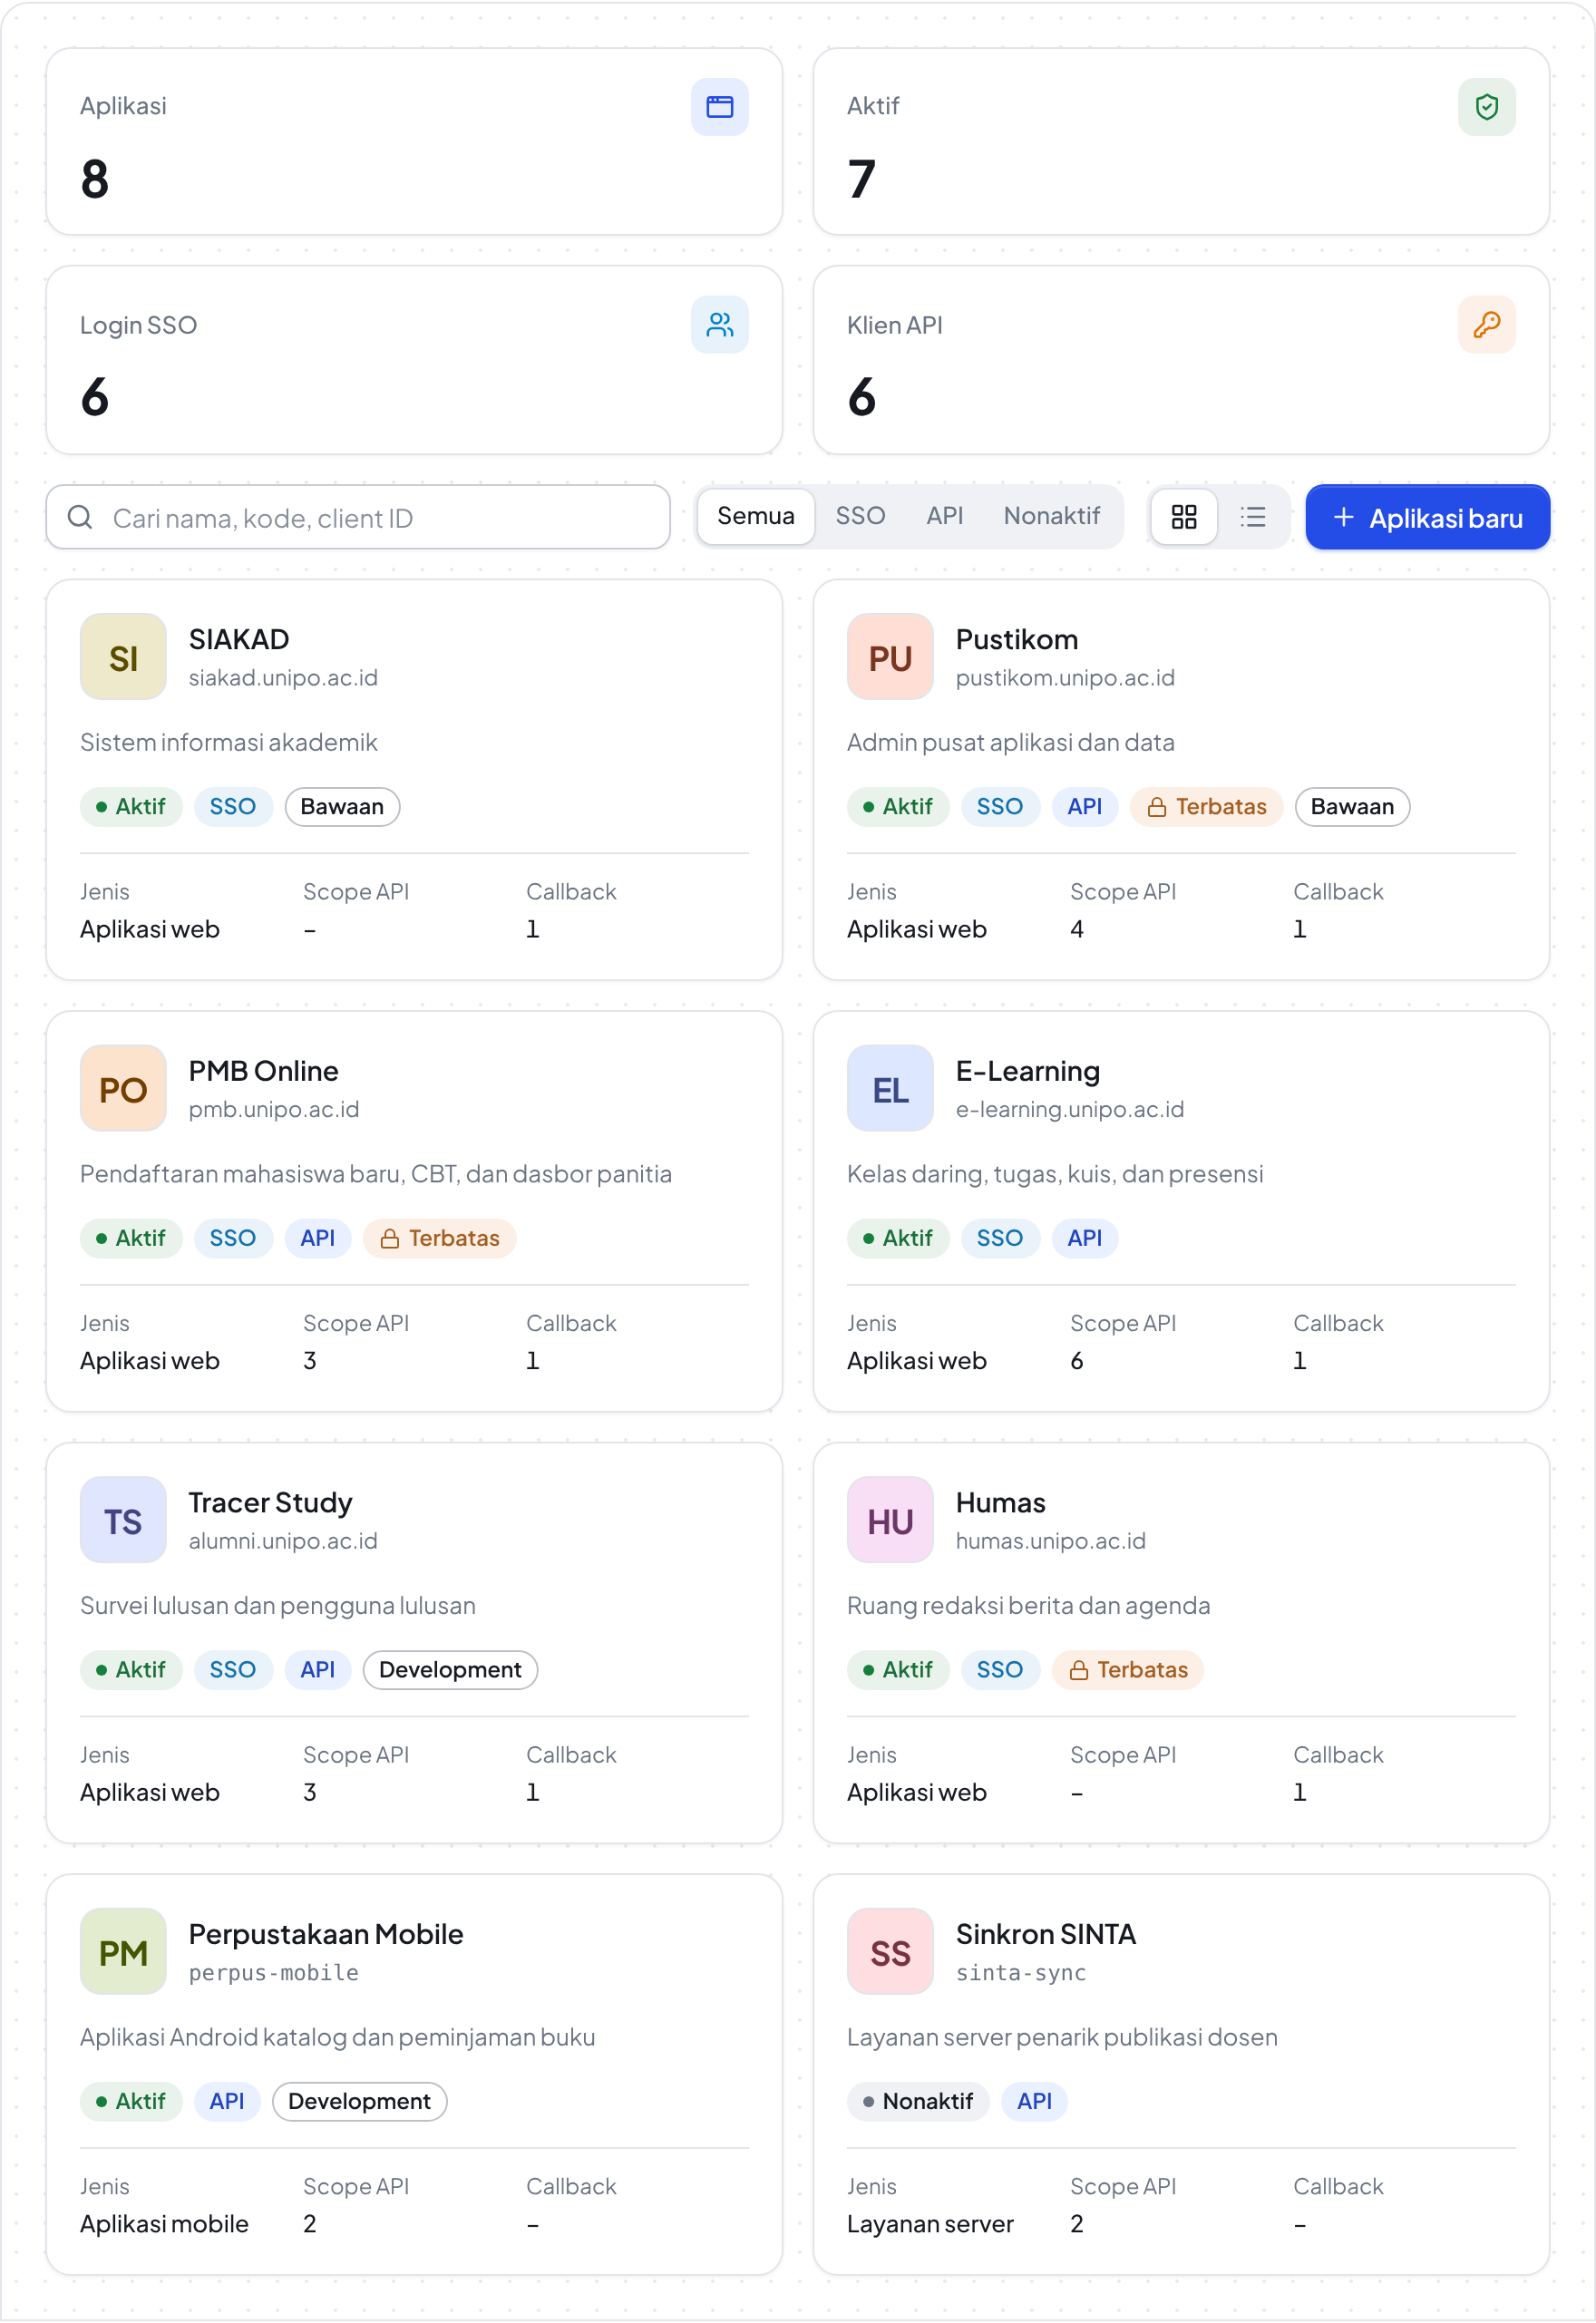 Aplikasi
8
Aktif
7
Login SSO
6
Klien API
6
Cari nama, kode, client ID
Semua SSO API Nonaktif
Aplikasi baru
SI
SIAKAD
siakad.unipo.ac.id
Sistem informasi akademik
Aktif SSO Bawaan
Jenis Scope API Callback
Aplikasi web – 1
PU
Pustikom
pustikom.unipo.ac.id
Admin pusat aplikasi dan data
Aktif SSO API Terbatas Bawaan
Jenis Scope API Callback
Aplikasi web 4 1
PO
PMB Online
pmb.unipo.ac.id
Pendaftaran mahasiswa baru, CBT, dan dasbor panitia
Aktif SSO API Terbatas
Jenis Scope API Callback
Aplikasi web 3 1
EL
E-Learning
e-learning.unipo.ac.id
Kelas daring, tugas, kuis, dan presensi
Aktif SSO API
Jenis Scope API Callback
Aplikasi web 6 1
TS
Tracer Study
alumni.unipo.ac.id
Survei lulusan dan pengguna lulusan
Aktif SSO API Development
Jenis Scope API Callback
Aplikasi web 3 1
HU
Humas
humas.unipo.ac.id
Ruang redaksi berita dan agenda
Aktif SSO Terbatas
Jenis Scope API Callback
Aplikasi web – 1
PM
Perpustakaan Mobile
perpus-mobile
Aplikasi Android katalog dan peminjaman buku
Aktif API Development
Jenis Scope API Callback
Aplikasi mobile 2 –
SS
Sinkron SINTA
sinta-sync
Layanan server penarik publikasi dosen
Nonaktif API
Jenis Scope API Callback
Layanan server 2 –